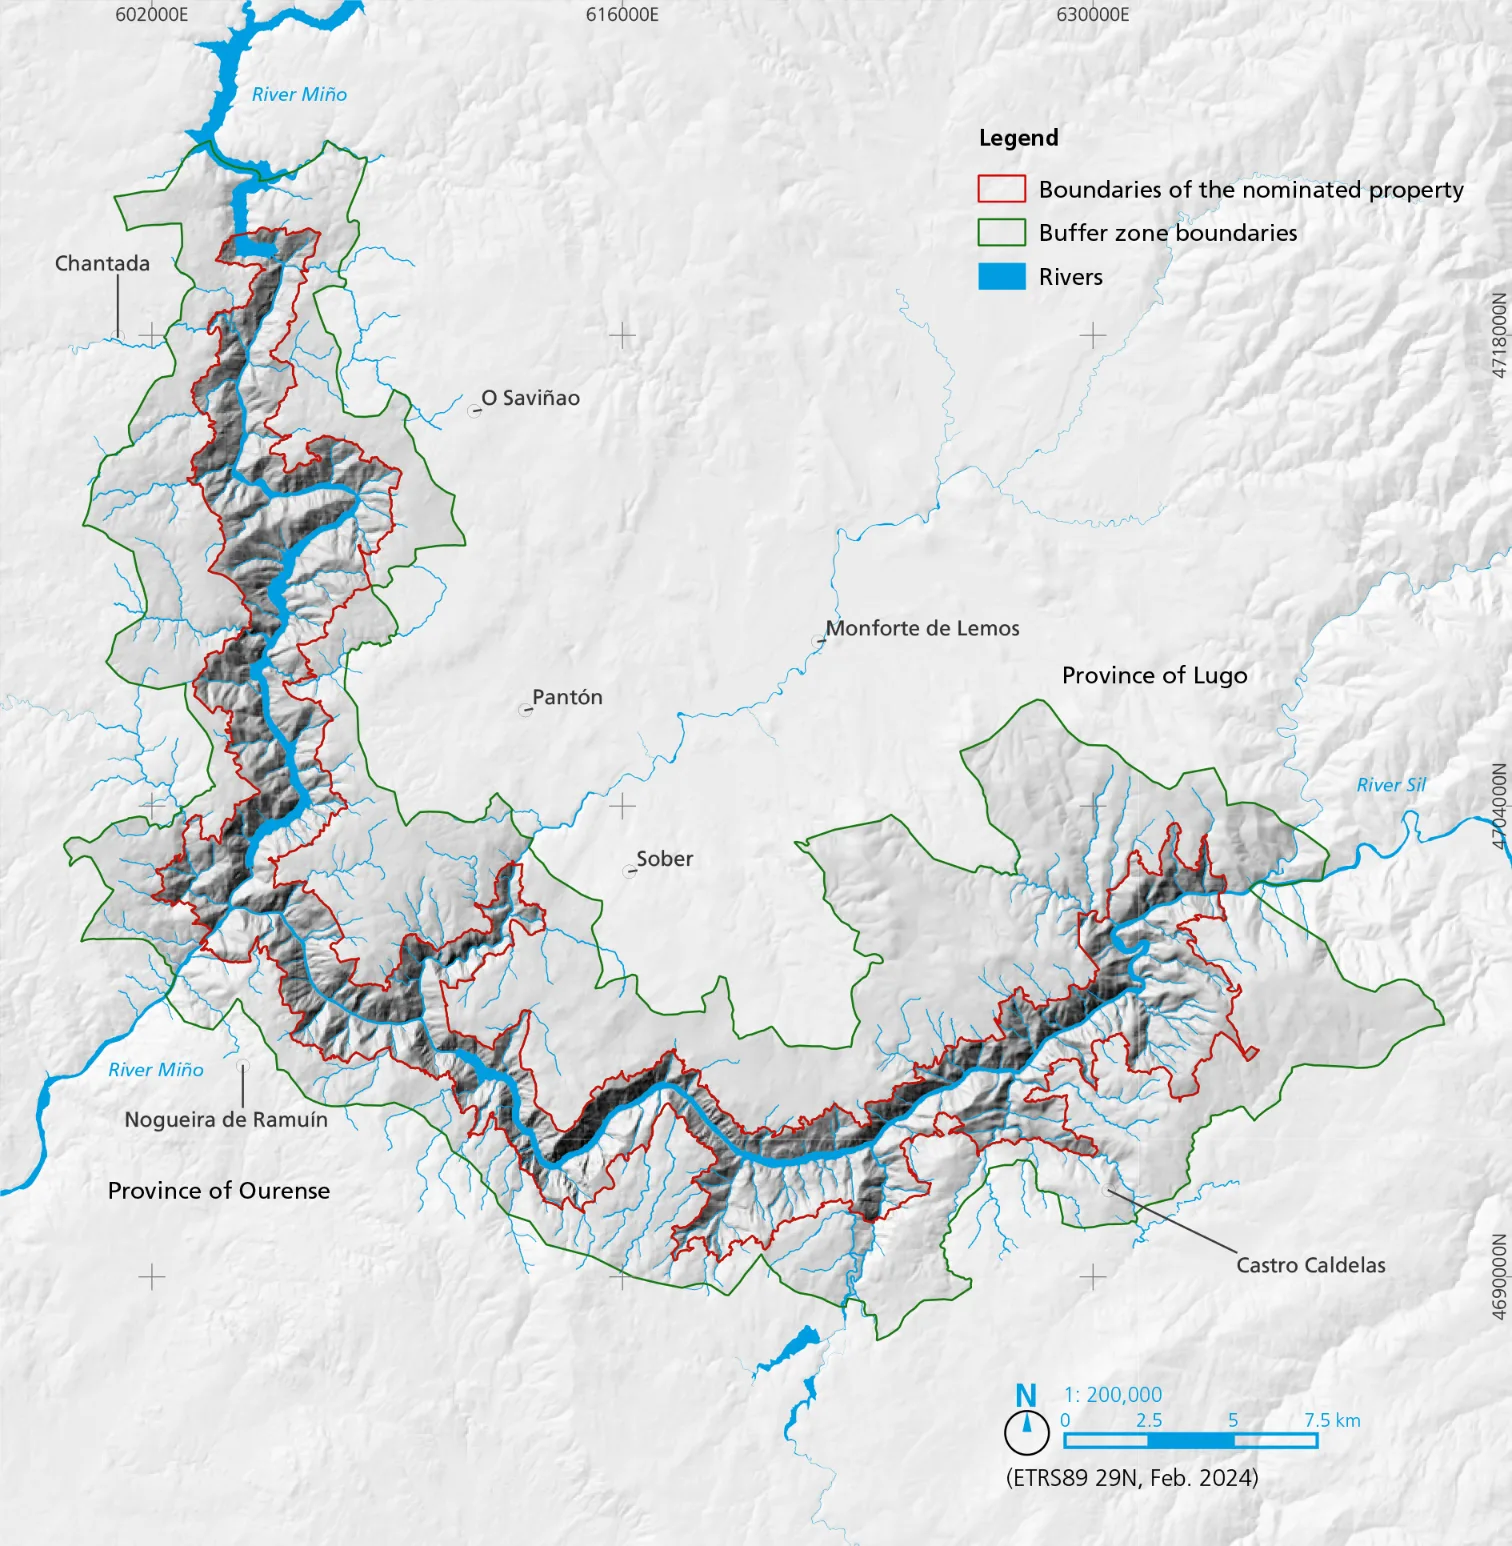 602000E
616000E
630000E
River Miño
Legend
Boundaries of the nominated property
Buffer zone boundaries
Rivers
Chantada
4718000N
O Saviñao
Monforte de Lemos
Province of Lugo
Pantón
River Sil
4704000N
Sober
River Miño
Nogueira de Ramuín
Province of Ourense
Castro Caldelas
4690000N
N
1: 200,000
0 2.5 5 7.5 km
(ETRS89 29N, Feb. 2024)